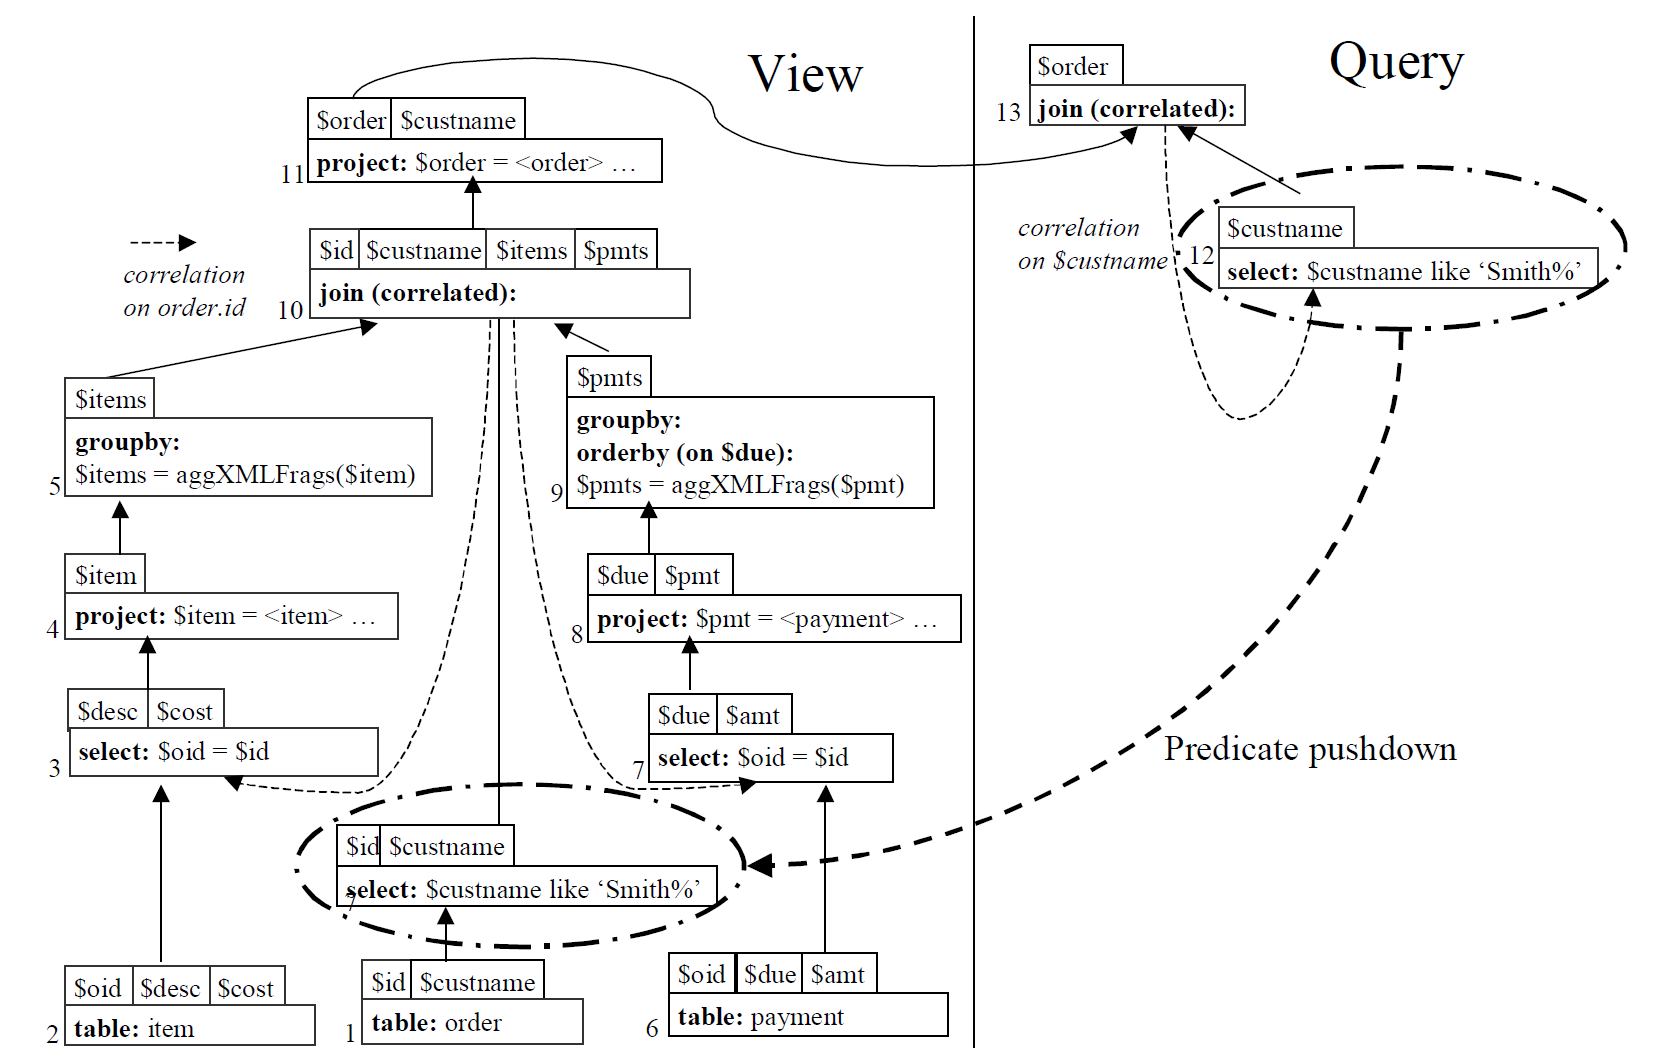 View
Query
$order $custname
project: $order = <order> …
11
$order
join (correlated):
13
correlation
on order.id
$id $custname $items $pmts
join (correlated):
10
correlation
on $custname
$custname
select: $custname like ‘Smith%’
12
$items
groupby:
$items = aggXMLFrags($item)
5
$pmts
groupby:
orderby (on $due):
$pmts = aggXMLFrags($pmt)
9
$item
project: $item = <item> …
4
$due $pmt
project: $pmt = <payment> …
8
$desc $cost
select: $oid = $id
3
$due $amt
select: $oid = $id
7
Predicate pushdown
$id $custname
select: $custname like ‘Smith%’
7
$oid $desc $cost
table: item
2
$id $custname
table: order
1
$oid $due $amt
table: payment
6